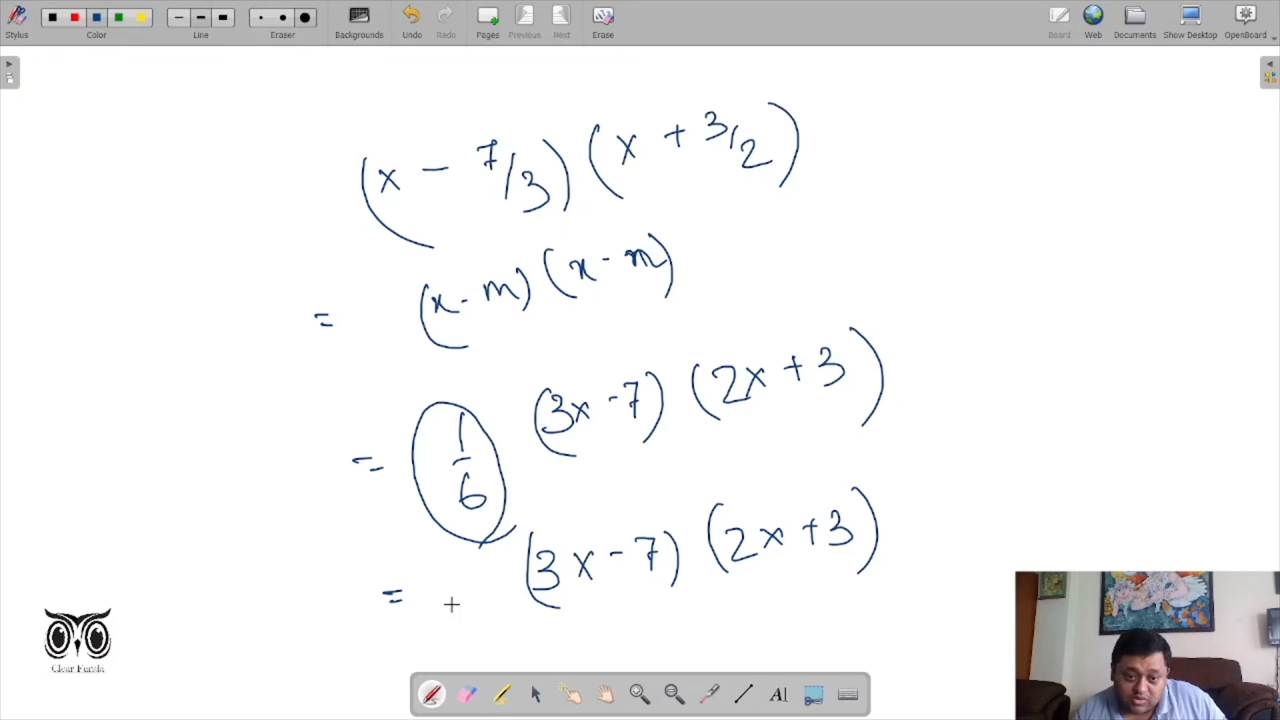 Stylus Color Line Eraser Backgrounds Undo Redo Pages Previous Next Erase Board Web Documents Show Desktop OpenBoard
(x - 7/3) (x + 3/2)
= (x - m) (x - m)
= 1/6 (3x - 7) (2x + 3)
= (3x - 7) (2x + 3)
Clear Funda
AI